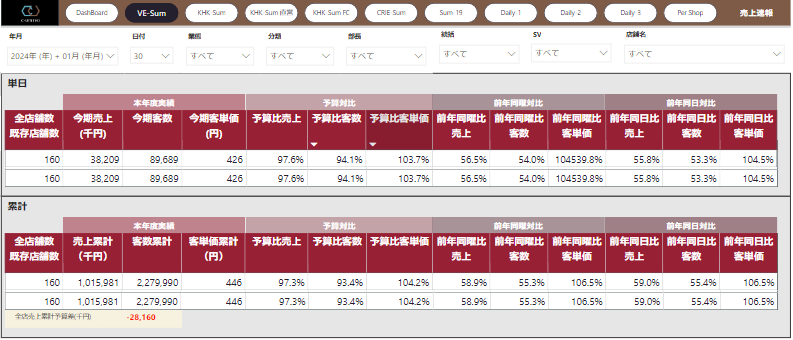 DashBoard VE-Sum KHK-Sum KHK-Sum 直営 KHK-Sum FC CRIE-Sum Sum-19 Daily-1 Daily-2 Daily-3 Per Shop 売上速報
年月 日付 業態 分類 部長 統括 SV 店舗名
2024年 (年) + 01月 (年月) 30 すべて すべて すべて すべて すべて すべて
単日
本年度実績 予算対比 前年同曜対比 前年同日対比
全店舗数 今期売上 今期客数 今期客単価 予算比売上 予算比客数 予算比客単価 前年同曜比 前年同曜比 前年同曜比 前年同日比 前年同日比 前年同日比
既存店舗数 (千円) (円) 売上 客数 客単価 売上 客数 客単価
160 38,209 89,689 426 97.6% 94.1% 103.7% 56.5% 54.0% 104539.8% 55.8% 53.3% 104.5%
160 38,209 89,689 426 97.6% 94.1% 103.7% 56.5% 54.0% 104539.8% 55.8% 53.3% 104.5%
累計
本年度実績 予算対比 前年同曜対比 前年同日対比
全店舗数 売上累計 客数累計 客単価累計 予算比売上 予算比客数 予算比客単価 前年同曜比 前年同曜比 前年同曜比 前年同日比 前年同日比 前年同日比
既存店舗数 (千円) (円) 売上 客数 客単価 売上 客数 客単価
160 1,015,981 2,279,990 446 97.3% 93.4% 104.2% 58.9% 55.3% 106.5% 59.0% 55.4% 106.5%
160 1,015,981 2,279,990 446 97.3% 93.4% 104.2% 58.9% 55.3% 106.5% 59.0% 55.4% 106.5%
全店売上累計予算差(千円) -28,160